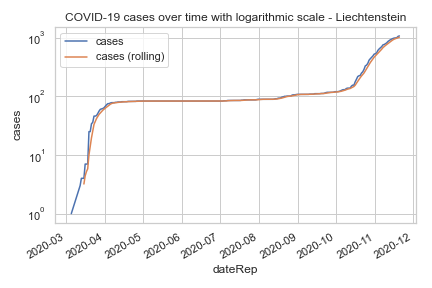 COVID-19 cases over time with logarithmic scale - Liechtenstein
cases
cases (rolling)
10³
10²
10¹
10⁰
cases
2020-03
2020-04
2020-05
2020-06
2020-07
2020-08
2020-09
2020-10
2020-11
2020-12
dateRep